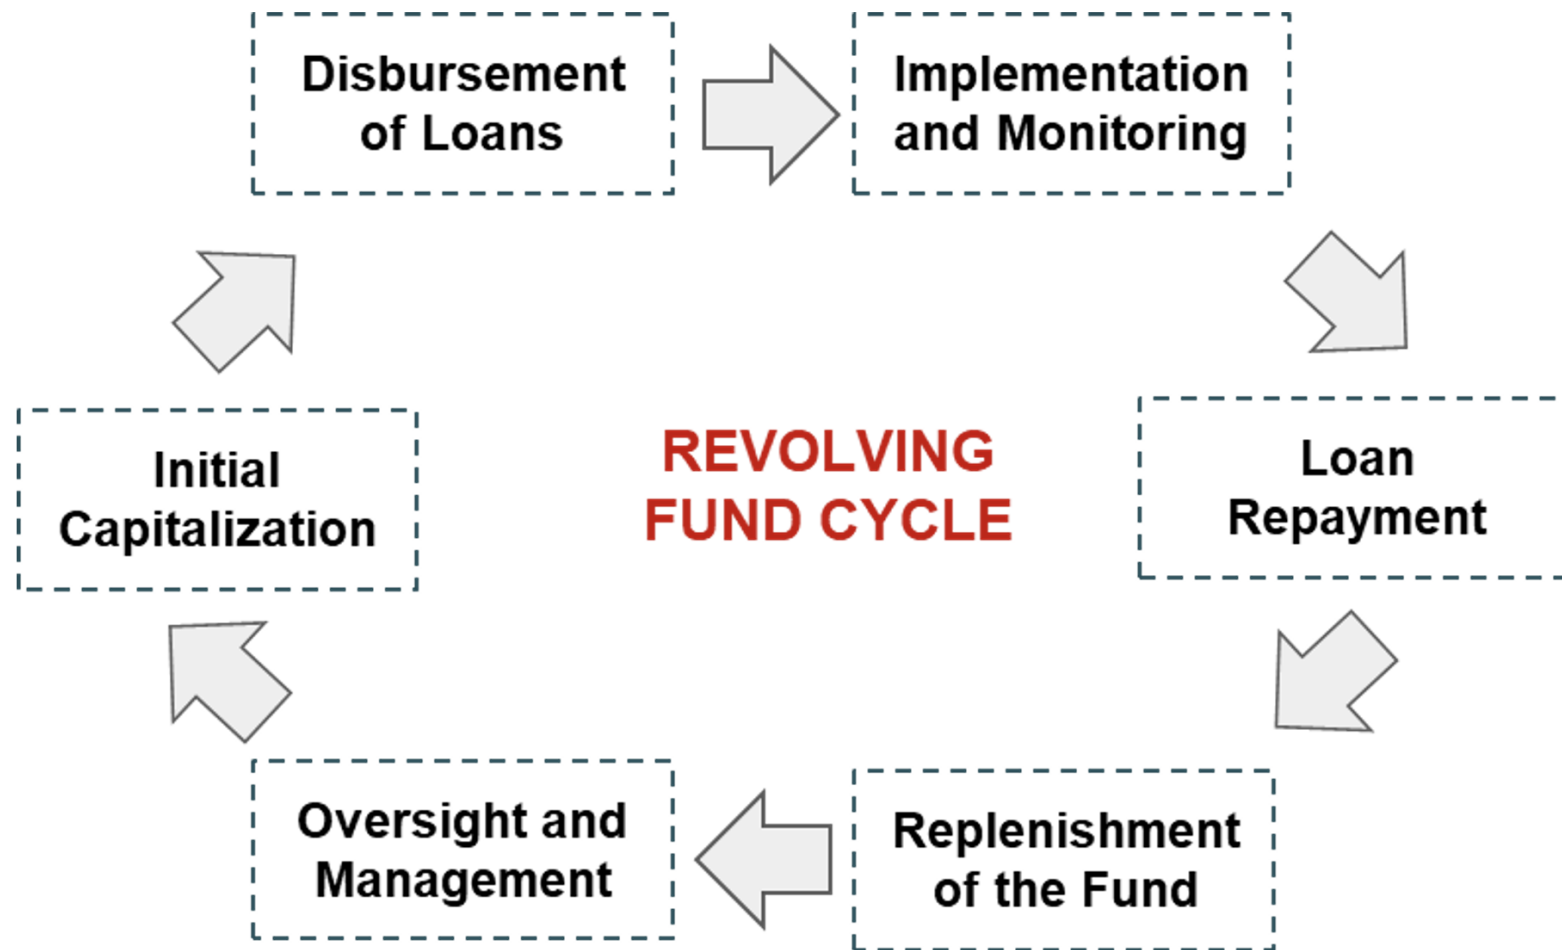 Disbursement
of Loans
Implementation
and Monitoring
Initial
Capitalization
REVOLVING
FUND CYCLE
Loan
Repayment
Oversight and
Management
Replenishment
of the Fund